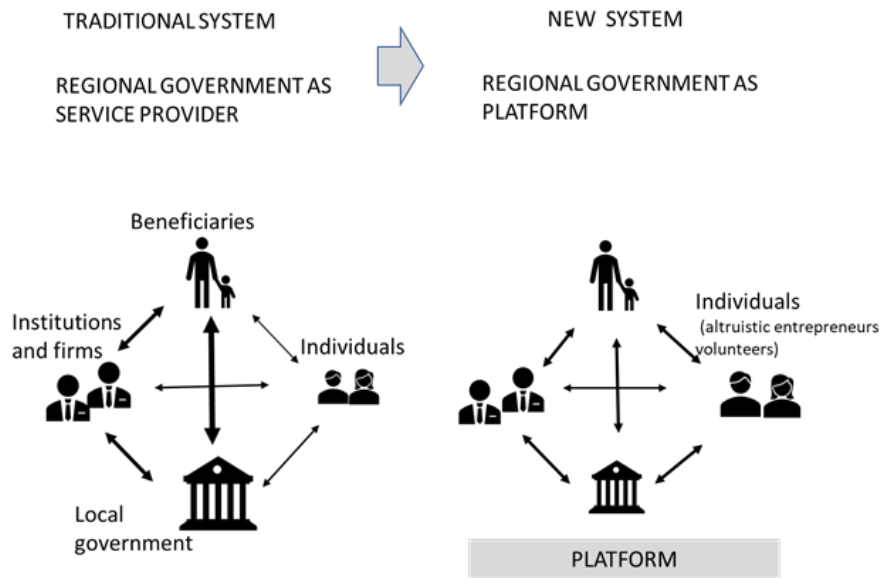 TRADITIONAL SYSTEM
REGIONAL GOVERNMENT AS
SERVICE PROVIDER
NEW SYSTEM
REGIONAL GOVERNMENT AS
PLATFORM
Beneficiaries
Institutions
and firms
Individuals
Local
government
Individuals
(altruistic entrepreneurs
volunteers)
PLATFORM